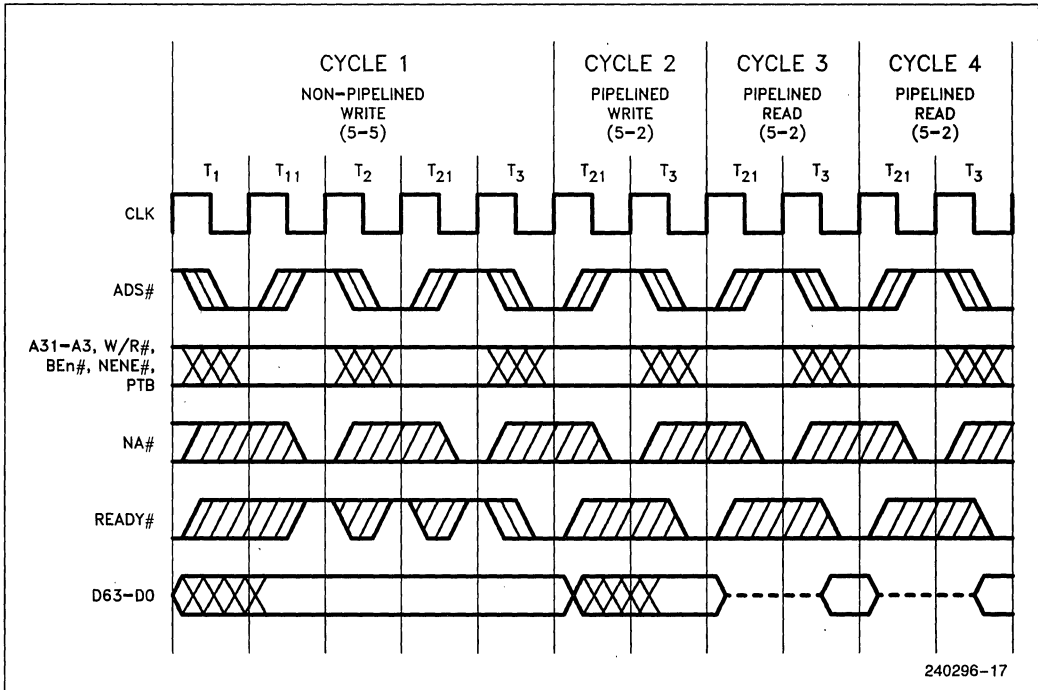 CYCLE 1 CYCLE 2 CYCLE 3 CYCLE 4
NON-PIPELINED PIPELINED PIPELINED PIPELINED
WRITE WRITE READ READ
(5-5) (5-2) (5-2) (5-2)
T1 T11 T2 T21 T3 T21 T3 T21 T3 T21 T3
CLK
ADS#
A31-A3, W/R#,
BEn#, NENE#,
PTB
NA#
READY#
D63-D0
240296-17